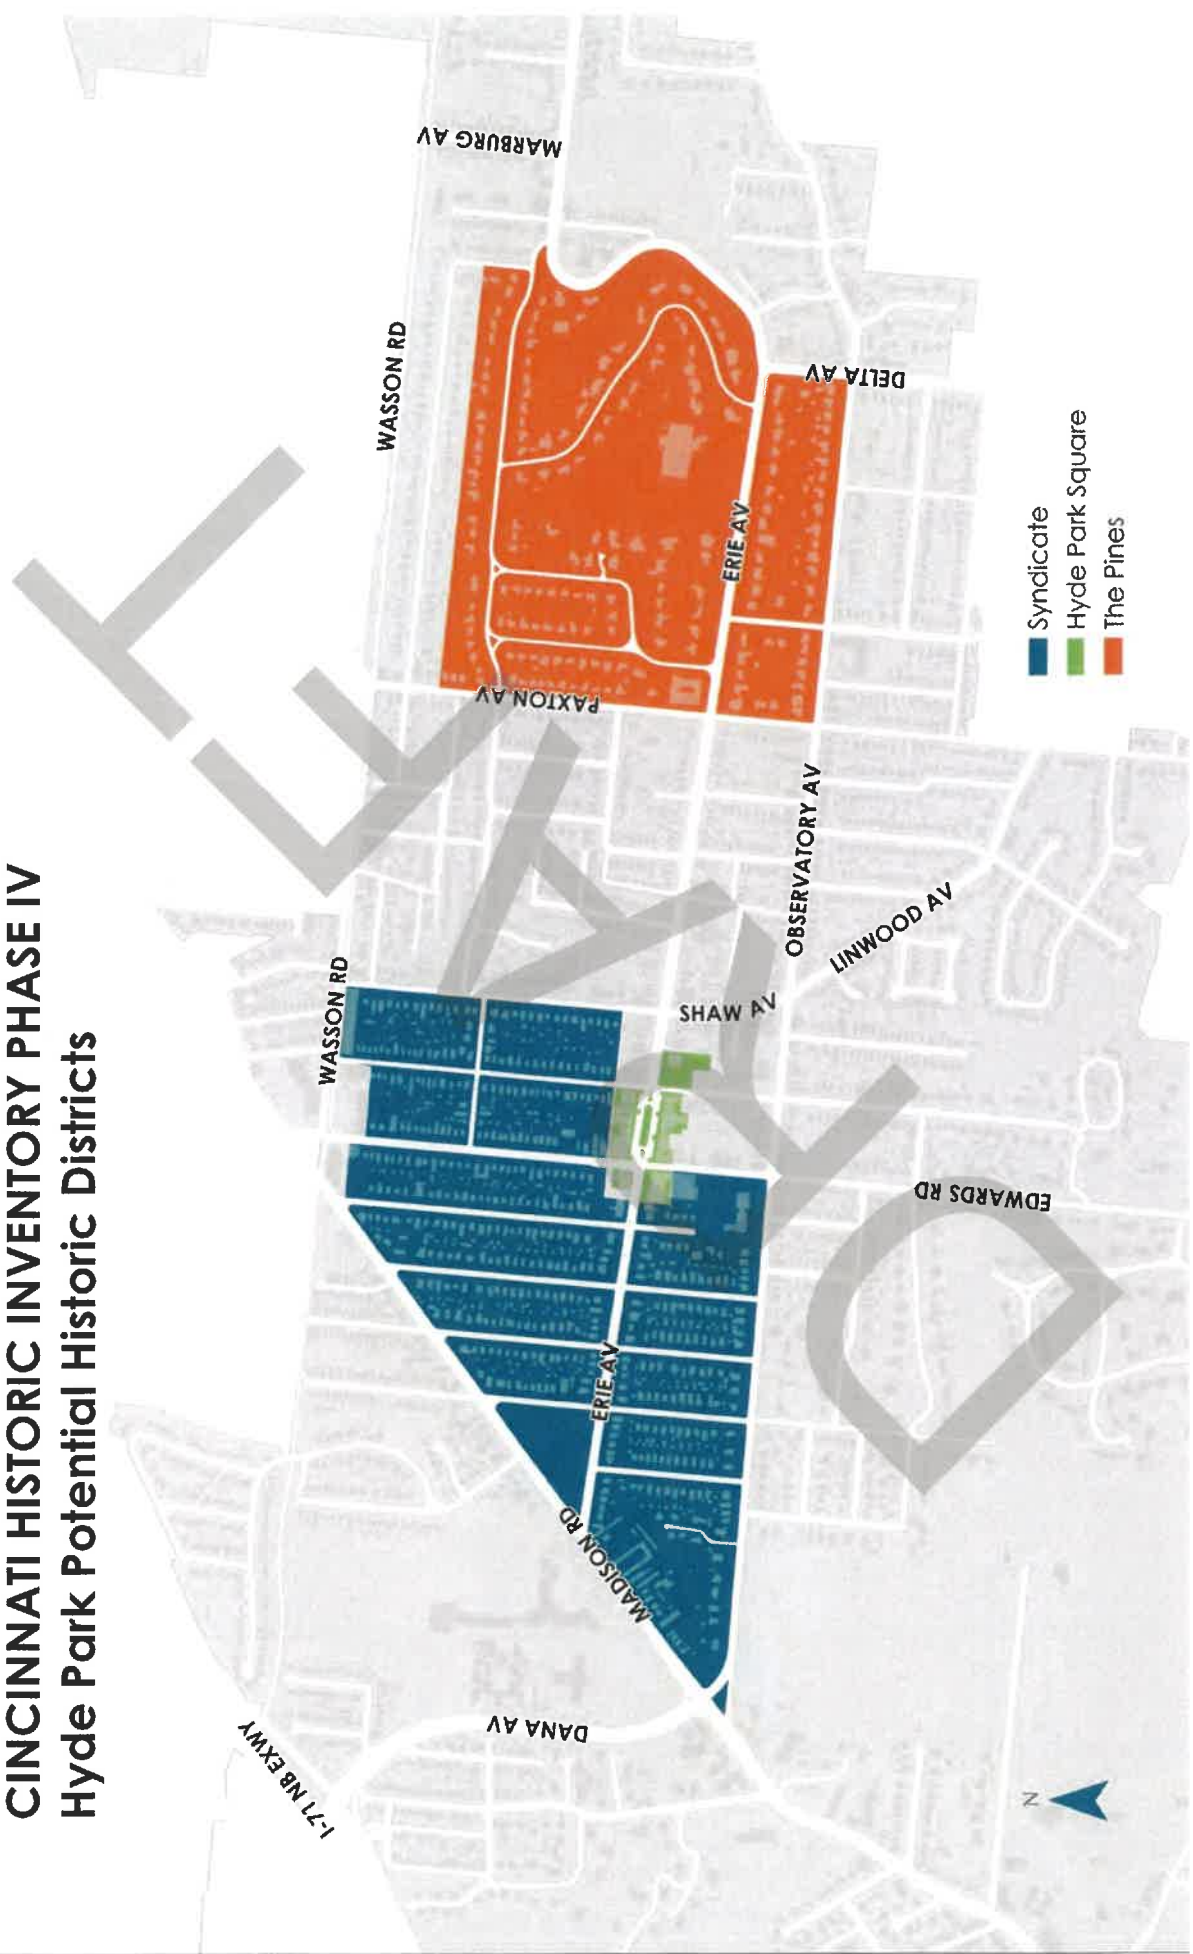 CINCINNATI HISTORIC INVENTORY PHASE IV
Hyde Park Potential Historic Districts
I-71 NB EXWY
DANA AV
MADISON RD
ERIE AV
WASSON RD
SHAW AV
EDWARDS RD
OBSERVATORY AV
LINWOOD AV
PAXTON AV
ERIE AV
WASSON RD
DELTA AV
MARBURG AV
DRAFT
N
Syndicate
Hyde Park Square
The Pines